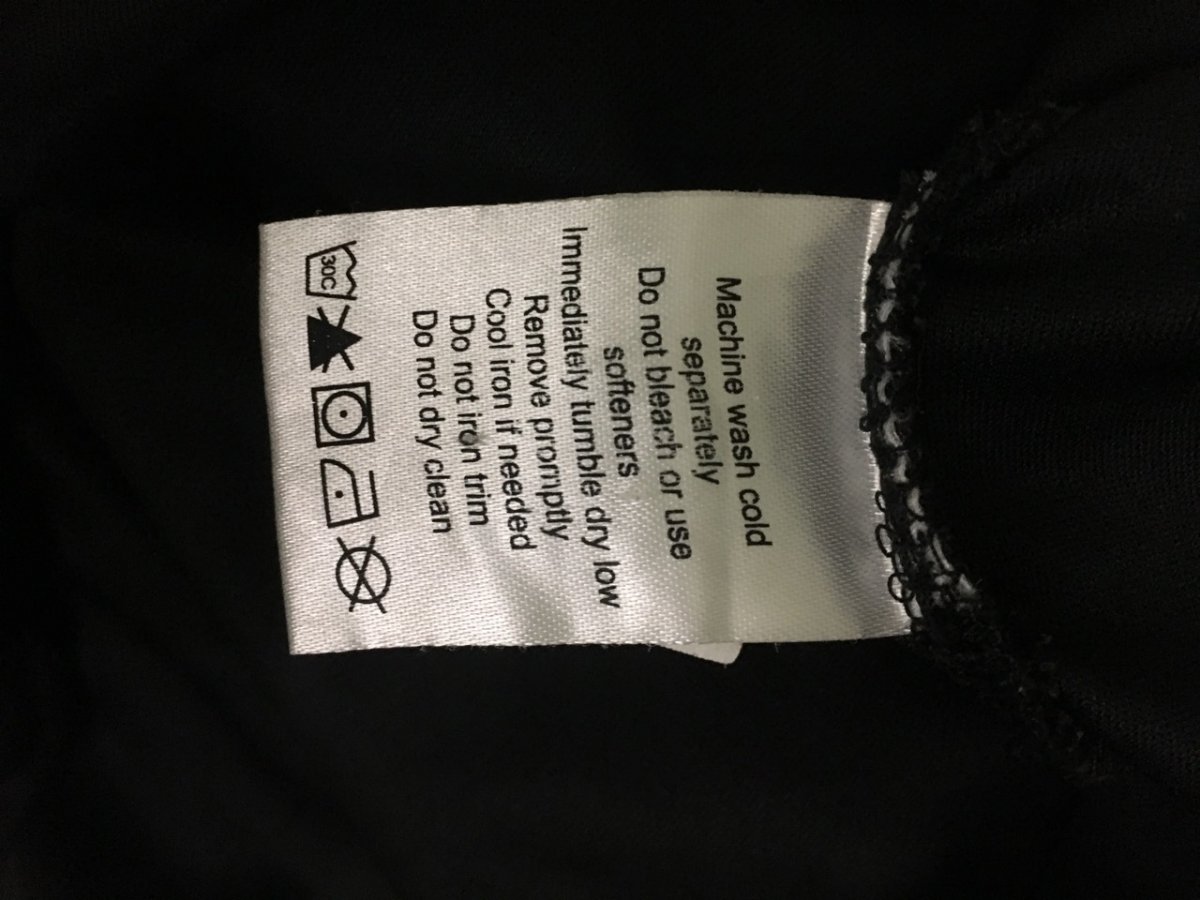 Machine wash cold
separately
Do not bleach or use
softeners
Immediately tumble dry low
Remove promptly
Cool iron if needed
Do not iron trim
Do not dry clean
30C